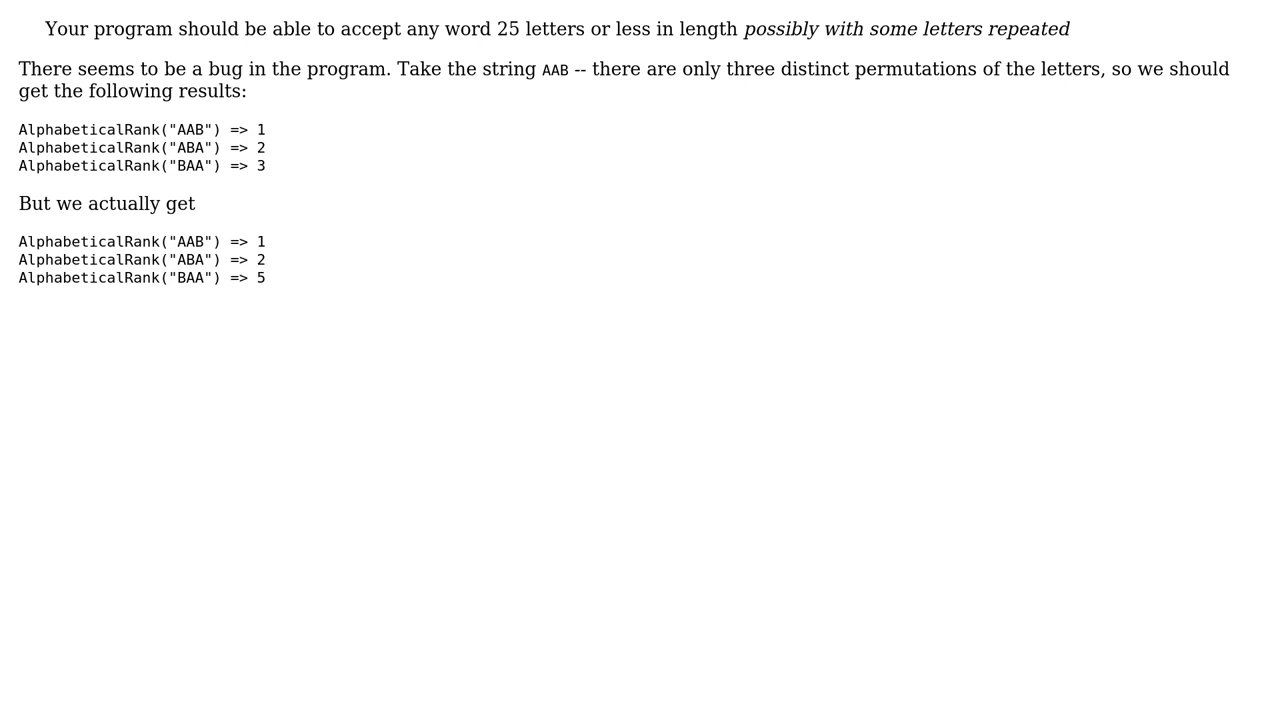 Your program should be able to accept any word 25 letters or less in length possibly with some letters repeated
There seems to be a bug in the program. Take the string AAB -- there are only three distinct permutations of the letters, so we should
get the following results:
AlphabeticalRank("AAB") => 1
AlphabeticalRank("ABA") => 2
AlphabeticalRank("BAA") => 3
But we actually get
AlphabeticalRank("AAB") => 1
AlphabeticalRank("ABA") => 2
AlphabeticalRank("BAA") => 5